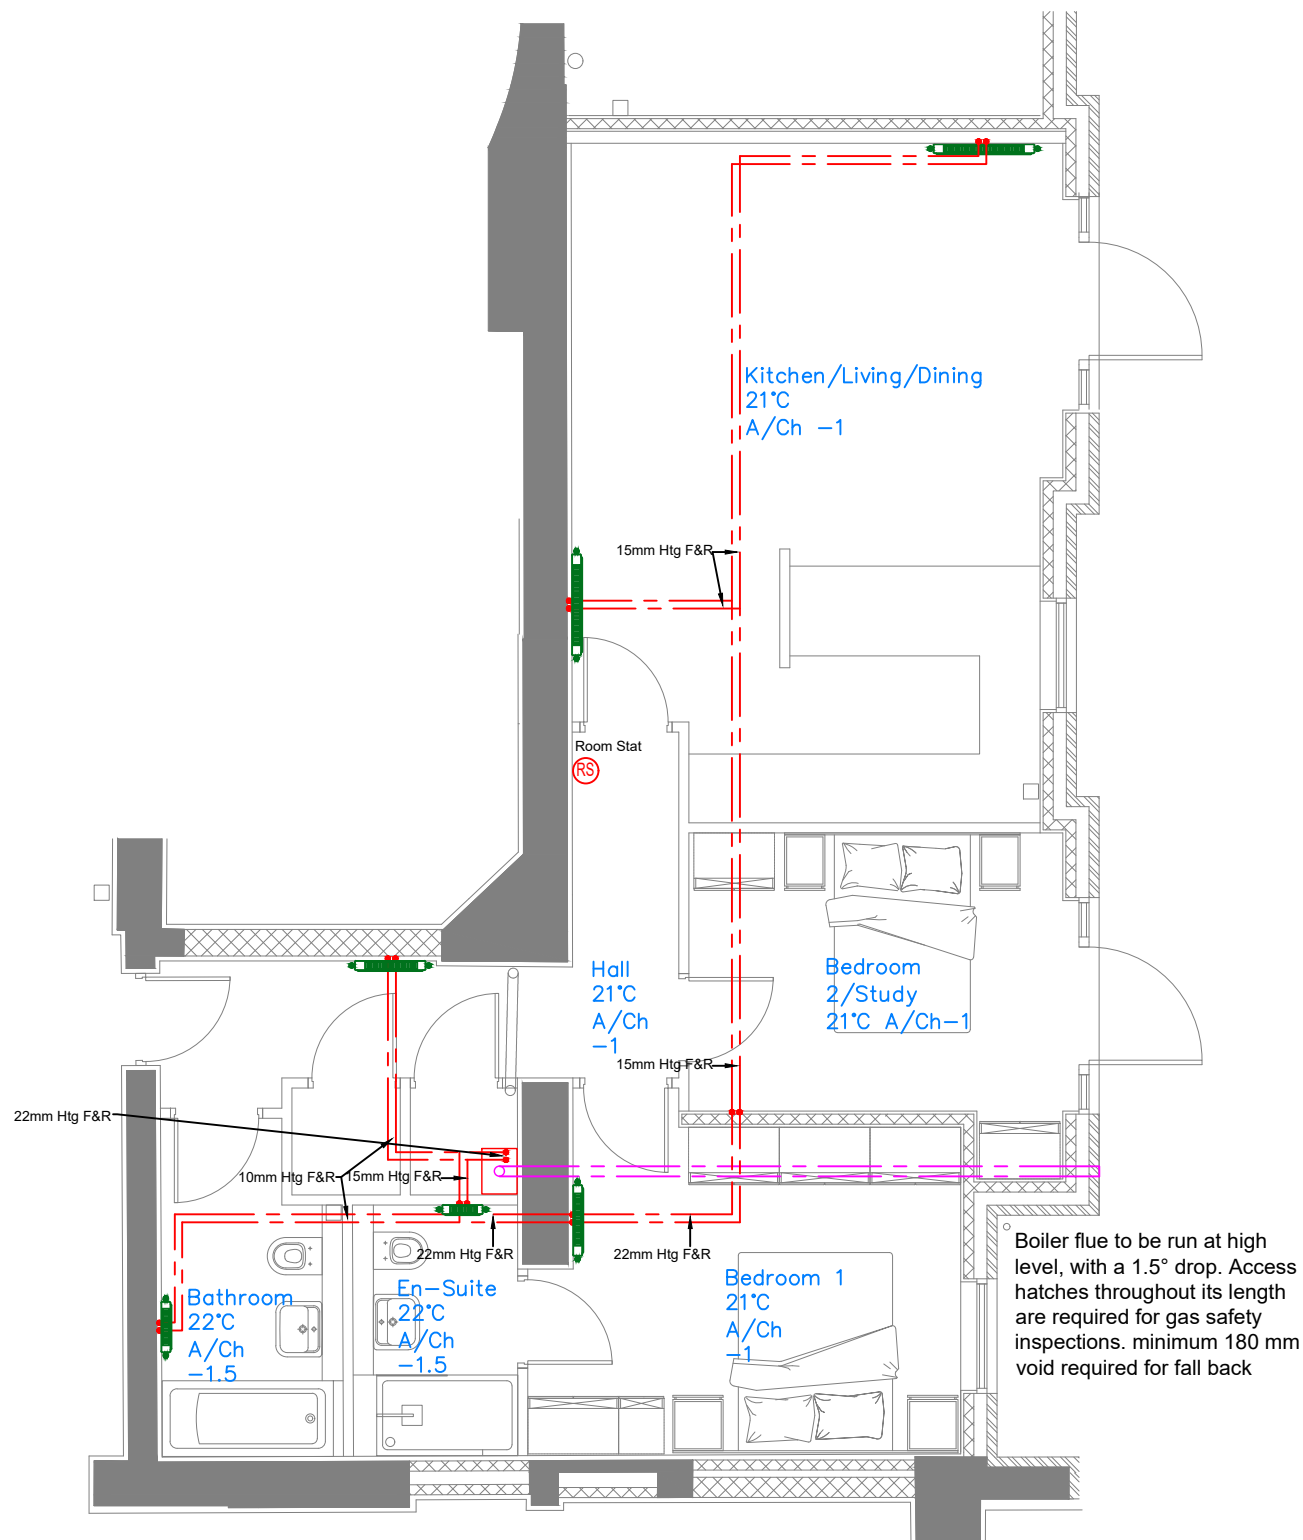 Kitchen/Living/Dining
21°C
A/Ch -1
15mm Htg F&R
Room Stat
RS
Hall
21°C
A/Ch
-1
Bedroom
2/Study
21°C A/Ch-1
15mm Htg F&R
22mm Htg F&R
10mm Htg F&R
15mm Htg F&R
22mm Htg F&R
22mm Htg F&R
Boiler flue to be run at high
level, with a 1.5° drop. Access
hatches throughout its length
are required for gas safety
inspections. minimum 180 mm
void required for fall back
Bathroom
22°C
A/Ch
-1.5
En-Suite
22°C
A/Ch
-1.5
Bedroom 1
21°C
A/Ch
-1